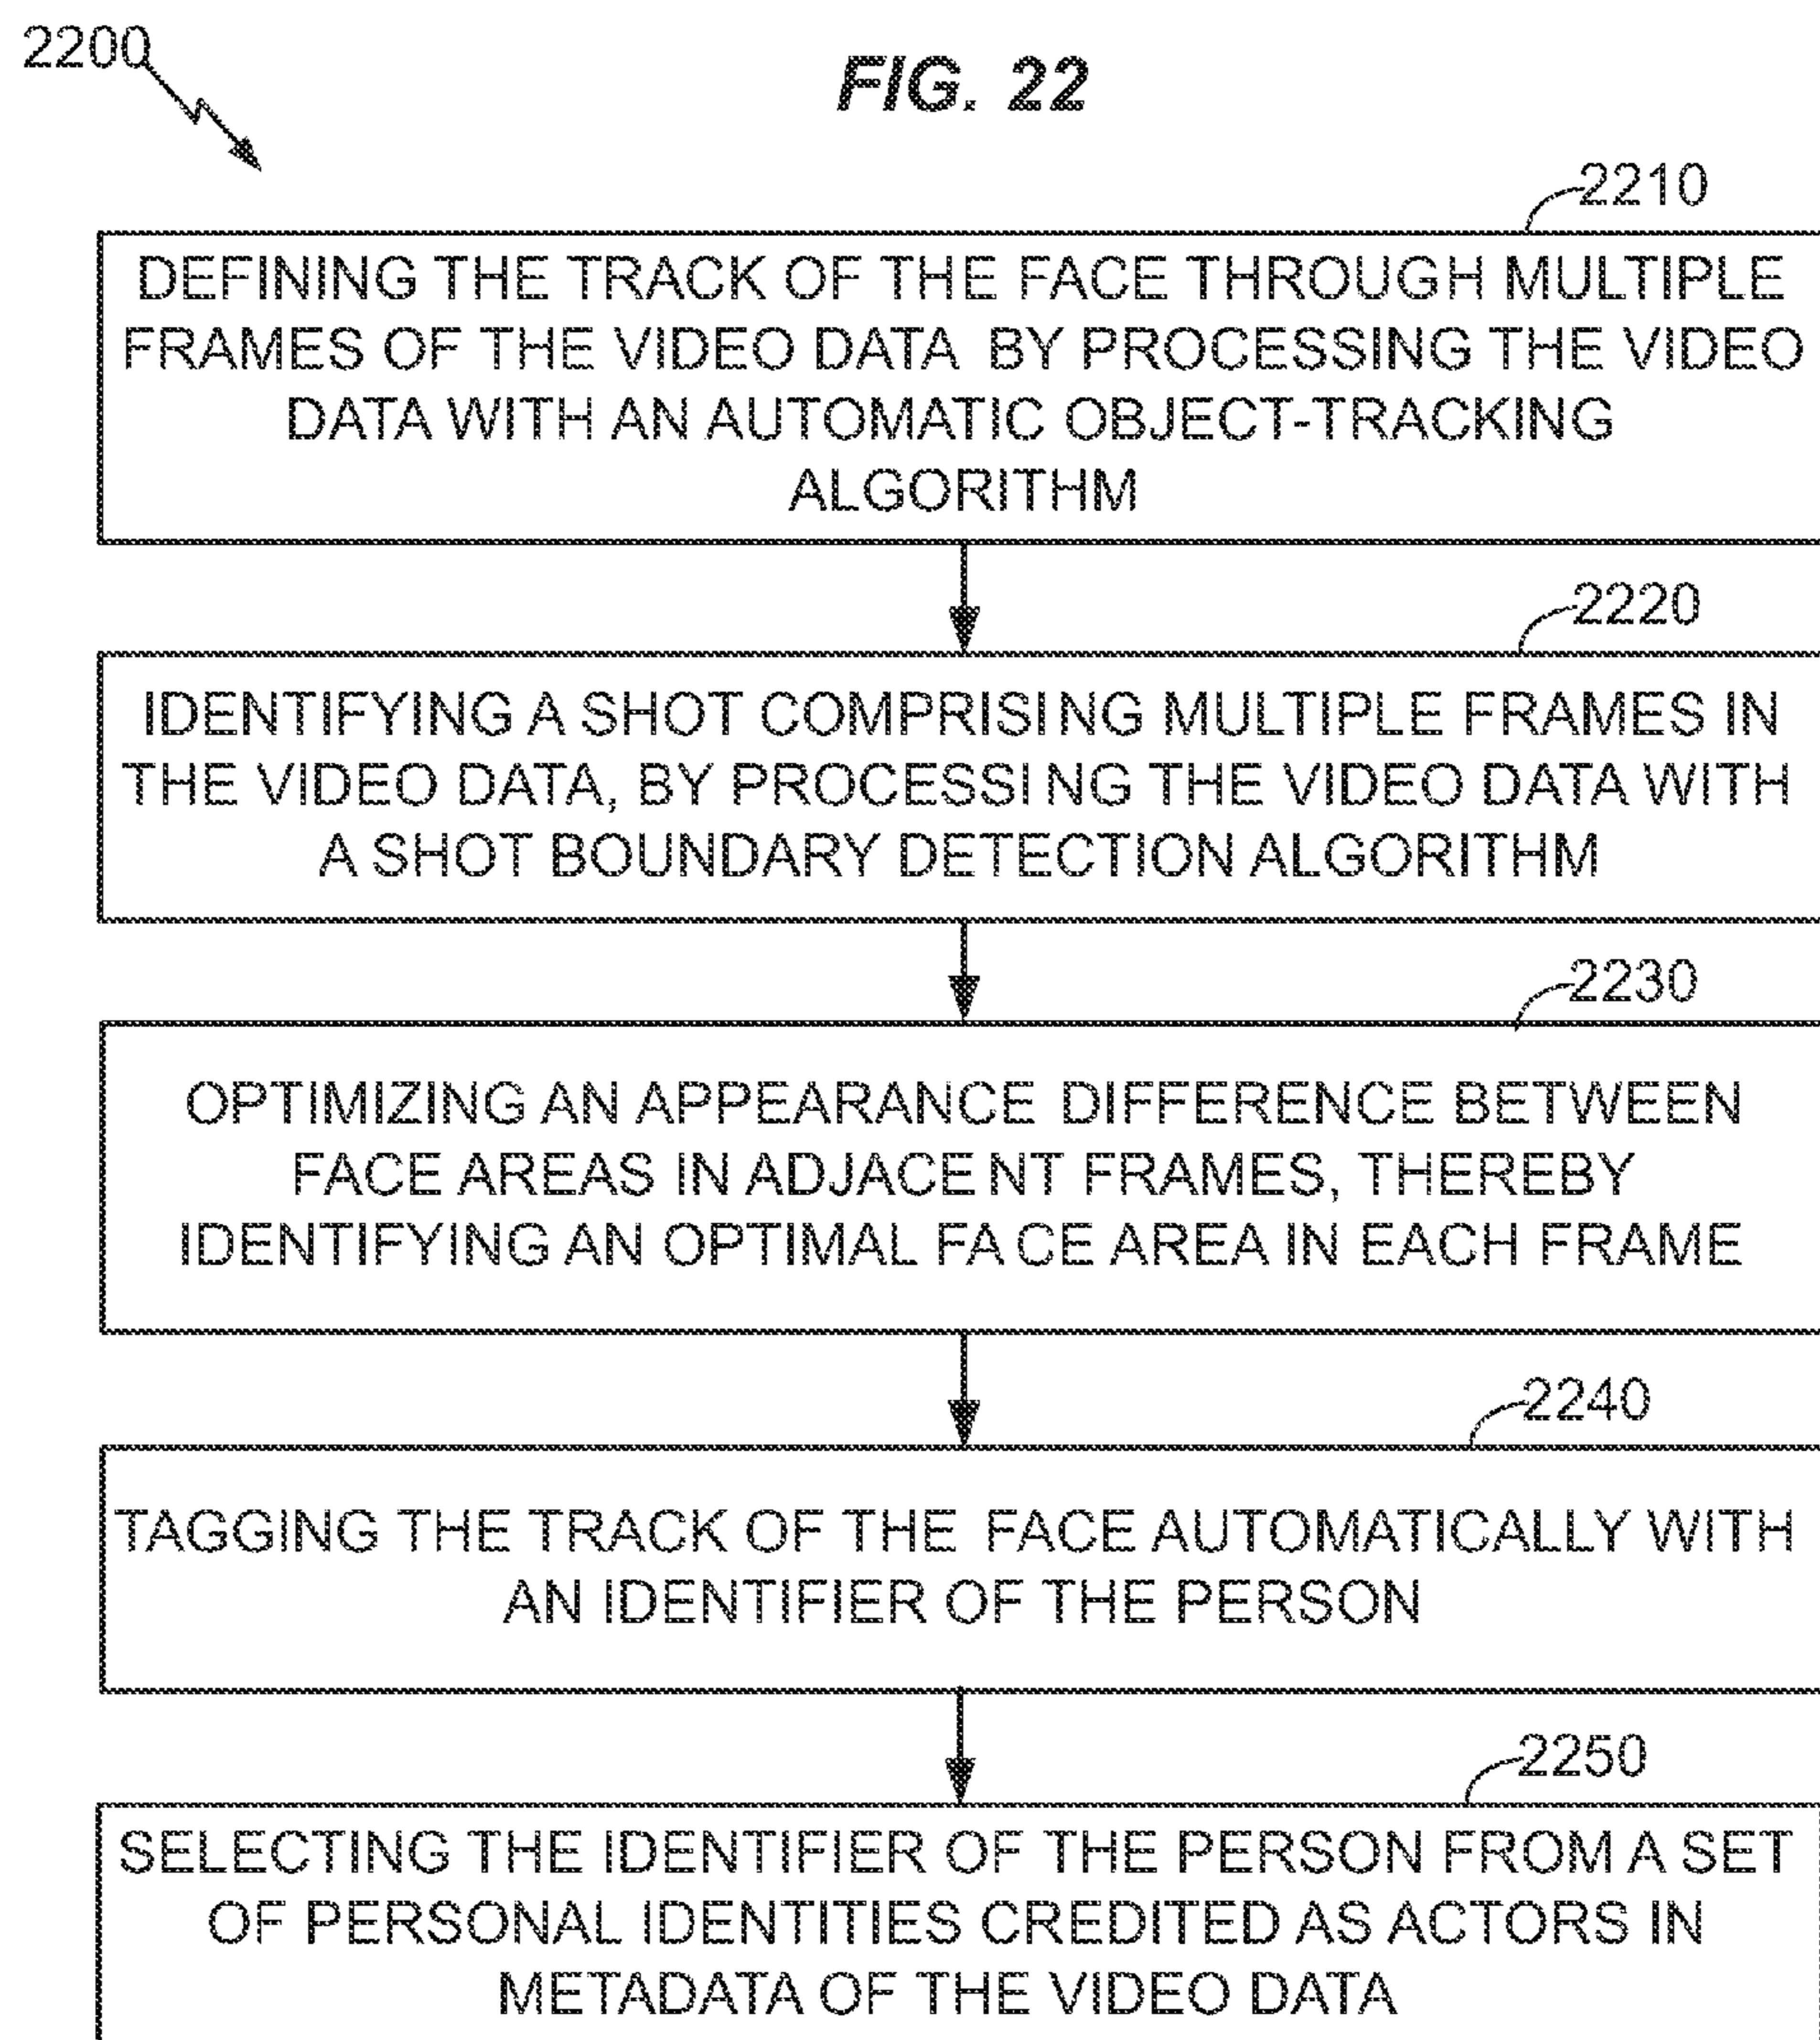 2200
FIG. 22
2210
DEFINING THE TRACK OF THE FACE THROUGH MULTIPLE
FRAMES OF THE VIDEO DATA BY PROCESSING THE VIDEO
DATA WITH AN AUTOMATIC OBJECT-TRACKING
ALGORITHM
2220
IDENTIFYING A SHOT COMPRISING MULTIPLE FRAMES IN
THE VIDEO DATA, BY PROCESSING THE VIDEO DATA WITH
A SHOT BOUNDARY DETECTION ALGORITHM
2230
OPTIMIZING AN APPEARANCE DIFFERENCE BETWEEN
FACE AREAS IN ADJACENT FRAMES, THEREBY
IDENTIFYING AN OPTIMAL FACE AREA IN EACH FRAME
2240
TAGGING THE TRACK OF THE FACE AUTOMATICALLY WITH
AN IDENTIFIER OF THE PERSON
2250
SELECTING THE IDENTIFIER OF THE PERSON FROM A SET
OF PERSONAL IDENTITIES CREDITED AS ACTORS IN
METADATA OF THE VIDEO DATA